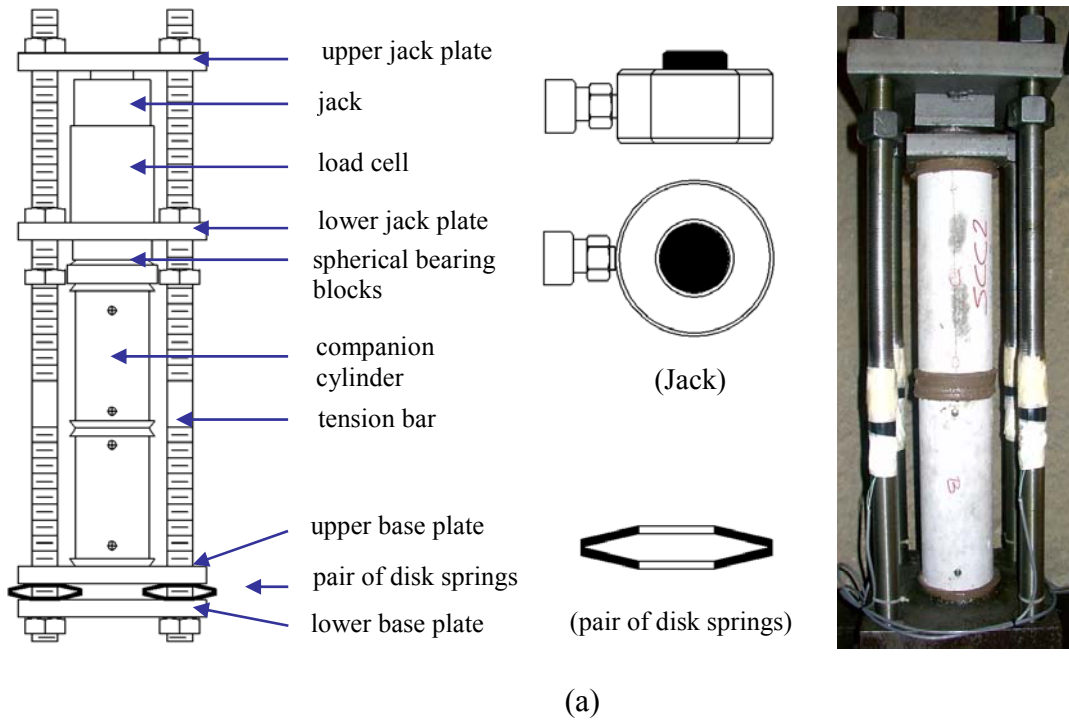 upper jack plate
jack
load cell
lower jack plate
spherical bearing
blocks
companion
cylinder
tension bar
upper base plate
pair of disk springs
lower base plate
(Jack)
(pair of disk springs)
SCC2
B
(a)